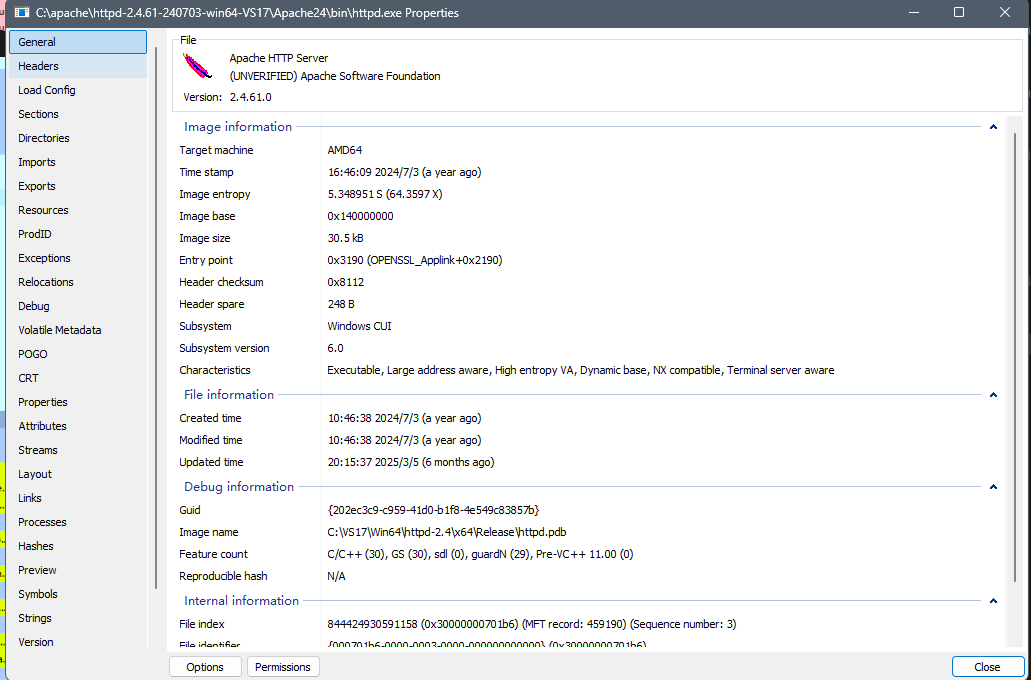 C:\apache\httpd-2.4.61-240703-win64-VS17\Apache24\bin\httpd.exe Properties
General
Headers
Load Config
Sections
Directories
Imports
Exports
Resources
ProdID
Exceptions
Relocations
Debug
Volatile Metadata
POGO
CRT
Properties
Attributes
Streams
Layout
Links
Processes
Hashes
Preview
Symbols
Strings
Version
File
Apache HTTP Server
(UNVERIFIED) Apache Software Foundation
Version: 2.4.61.0
Image information
Target machine AMD64
Time stamp 16:46:09 2024/7/3 (a year ago)
Image entropy 5.348951 S (64.3597 X)
Image base 0x140000000
Image size 30.5 kB
Entry point 0x3190 (OPENSSL_Applink+0x2190)
Header checksum 0x8112
Header spare 248 B
Subsystem Windows CUI
Subsystem version 6.0
Characteristics Executable, Large address aware, High entropy VA, Dynamic base, NX compatible, Terminal server aware
File information
Created time 10:46:38 2024/7/3 (a year ago)
Modified time 10:46:38 2024/7/3 (a year ago)
Updated time 20:15:37 2025/3/5 (6 months ago)
Debug information
Guid {202ec3c9-c959-41d0-b1f8-4e549c83857b}
Image name C:\VS17\Win64\httpd-2.4\x64\Release\httpd.pdb
Feature count C/C++ (30), GS (30), sdl (0), guardN (29), Pre-VC++ 11.00 (0)
Reproducible hash N/A
Internal information
File index 844424930591158 (0x30000000701b6) (MFT record: 459190) (Sequence number: 3)
File identifier {000701b6-0000-0003-0000-000000000000} (0x30000000701b6)
Options
Permissions
Close